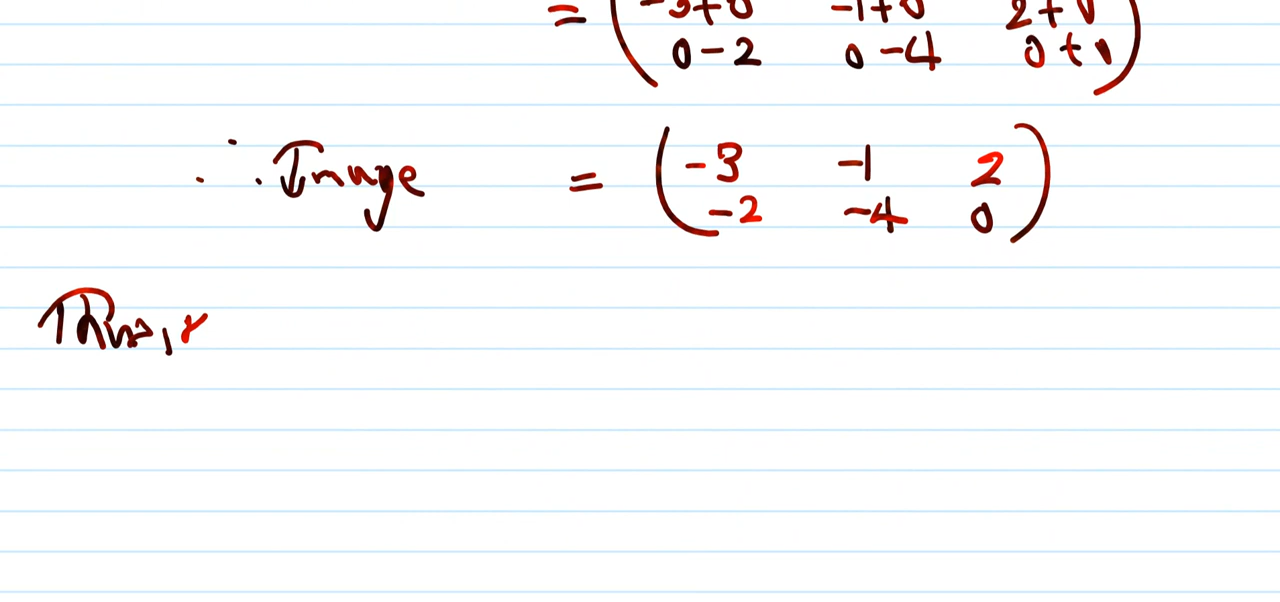 = ( -3+0 -1+0 2+0
0-2 0-4 0+0 )
∴ Image = ( -3 -1 2
-2 -4 0 )
Thus,